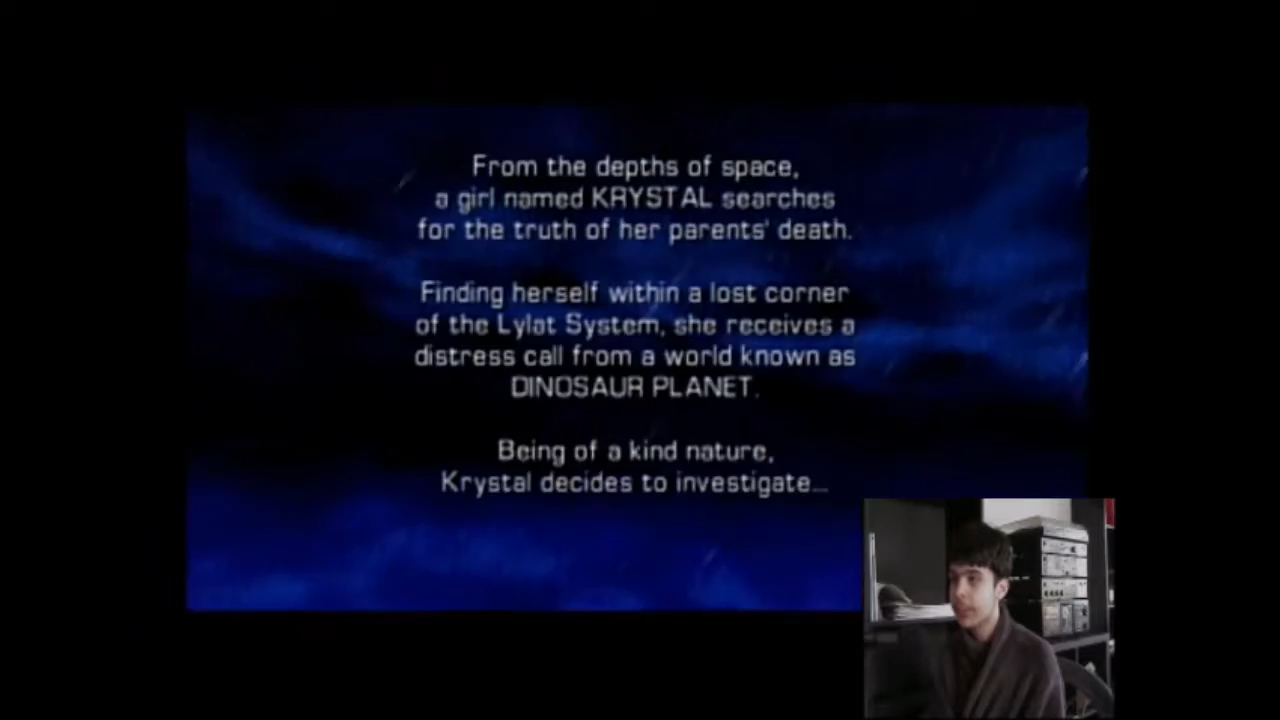 From the depths of space,
a girl named KRYSTAL searches
for the truth of her parents' death.
Finding herself within a lost corner
of the Lylat System, she receives a
distress call from a world known as
DINOSAUR PLANET.
Being of a kind nature,
Krystal decides to investigate...